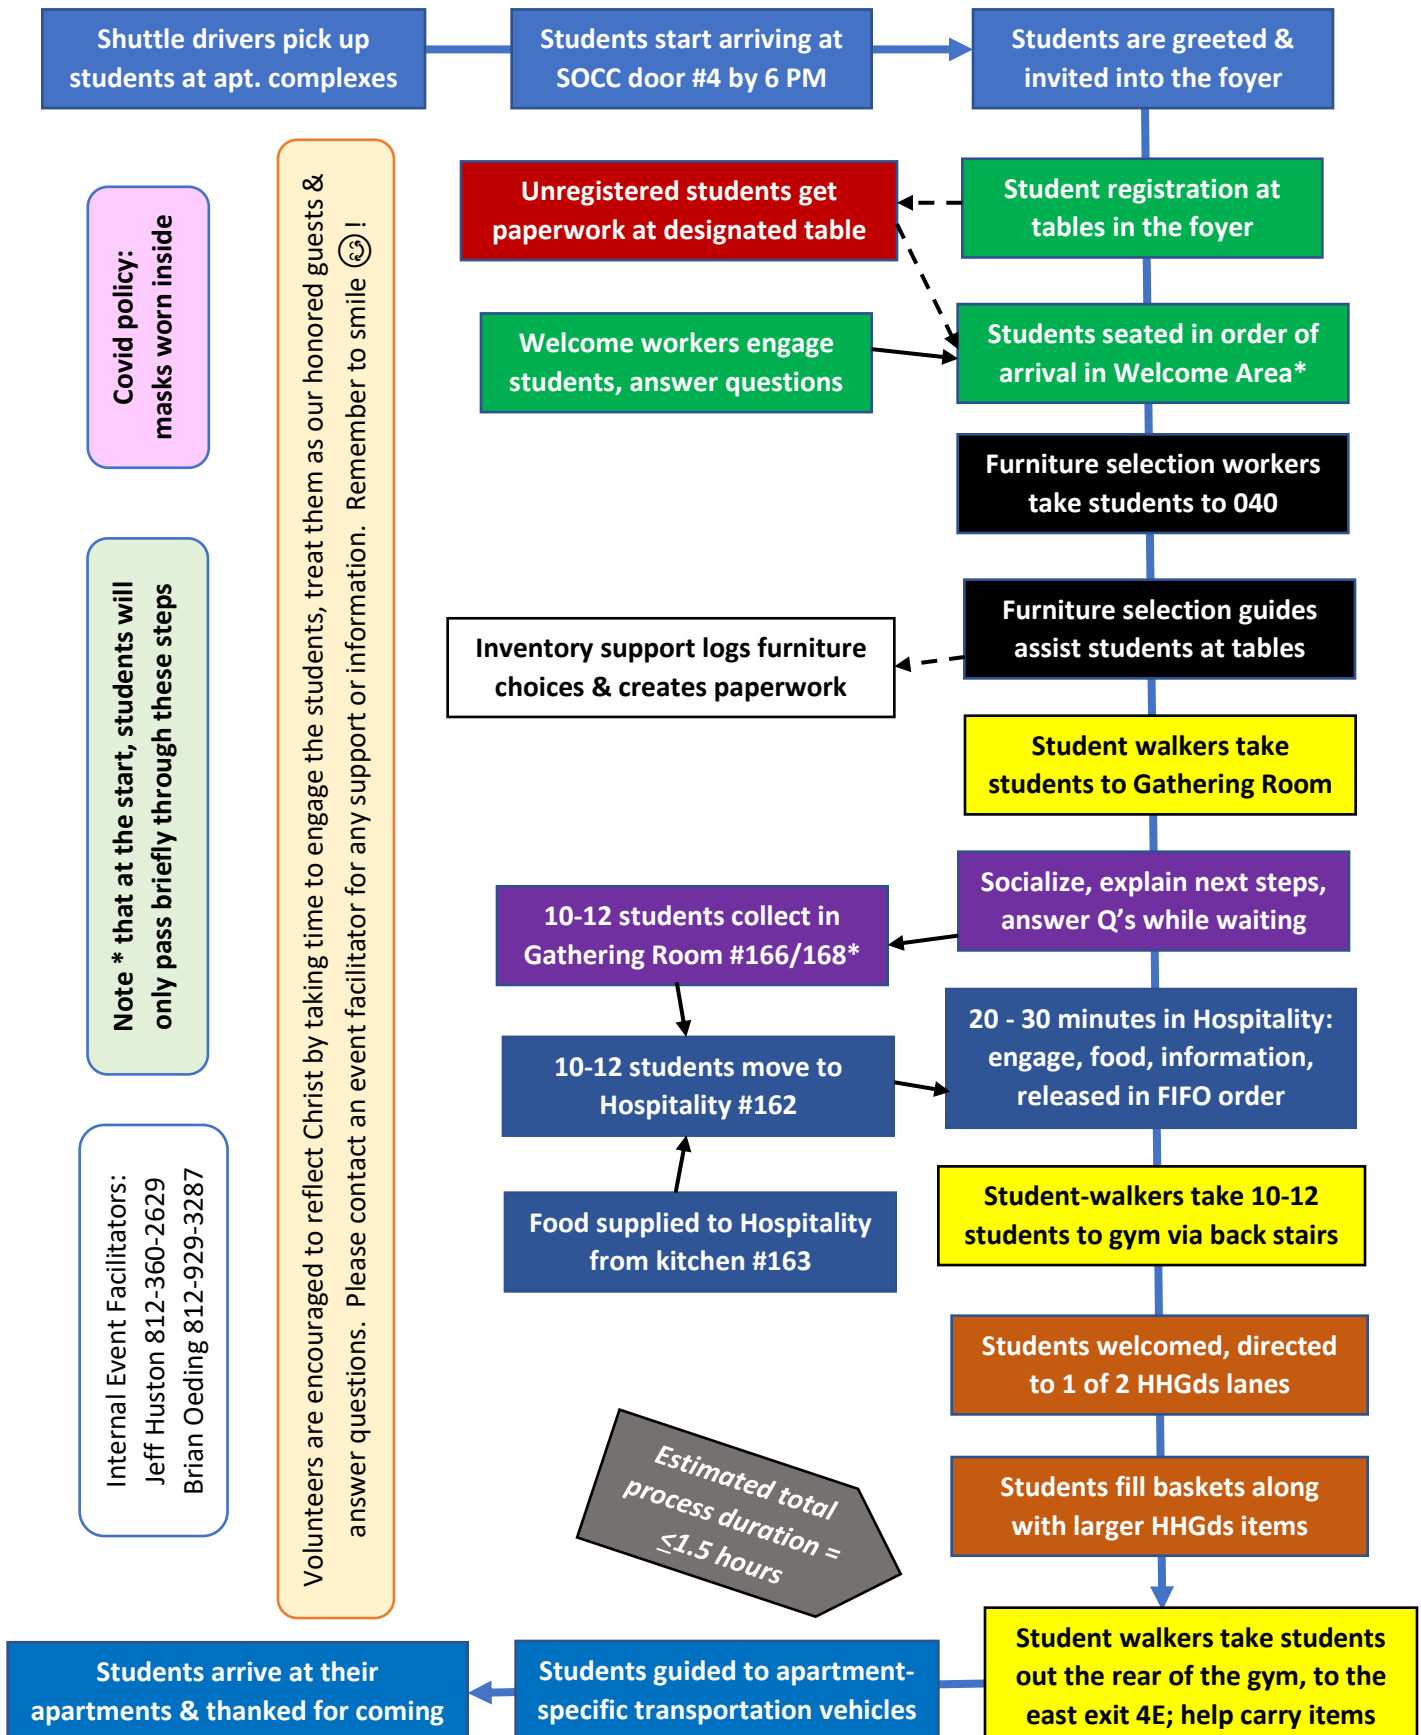 Shuttle drivers pick up
students at apt. complexes
Students start arriving at
SOCC door #4 by 6 PM
Students are greeted &
invited into the foyer
Unregistered students get
paperwork at designated table
Student registration at
tables in the foyer
Welcome workers engage
students, answer questions
Students seated in order of
arrival in Welcome Area*
Furniture selection workers
take students to 040
Inventory support logs furniture
choices & creates paperwork
Furniture selection guides
assist students at tables
Student walkers take
students to Gathering Room
10-12 students collect in
Gathering Room #166/168*
Socialize, explain next steps,
answer Q’s while waiting
10-12 students move to
Hospitality #162
20 - 30 minutes in Hospitality:
engage, food, information,
released in FIFO order
Food supplied to Hospitality
from kitchen #163
Student-walkers take 10-12
students to gym via back stairs
Students welcomed, directed
to 1 of 2 HHGds lanes
Students fill baskets along
with larger HHGds items
Estimated total
process duration =
≤1.5 hours
Student walkers take students
out the rear of the gym, to the
east exit 4E; help carry items
Students guided to apartment-
specific transportation vehicles
Students arrive at their
apartments & thanked for coming
Covid policy:
masks worn inside
Note * that at the start, students will
only pass briefly through these steps
Internal Event Facilitators:
Jeff Huston 812-360-2629
Brian Oeding 812-929-3287
Volunteers are encouraged to reflect Christ by taking time to engage the students, treat them as our honored guests &
answer questions.  Please contact an event facilitator for any support or information.  Remember to smile 😊!